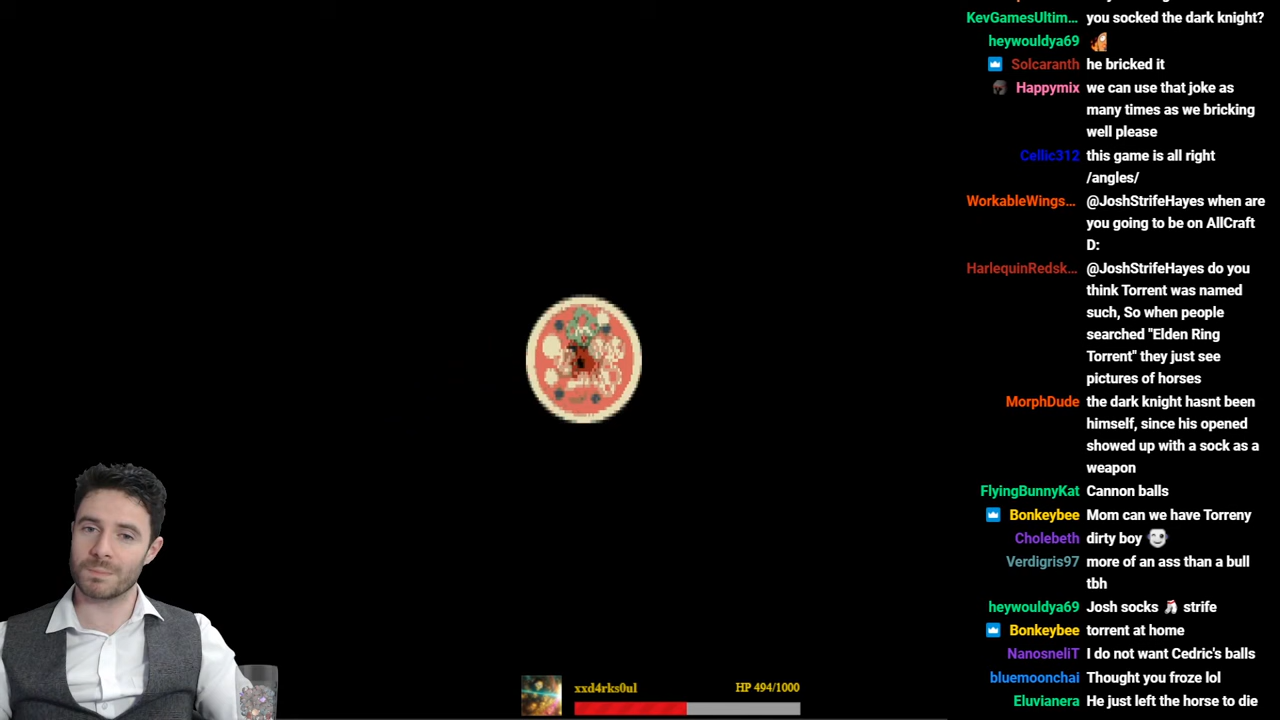 KevGamesUltim... you socked the dark knight?
heywouldya69
Solcaranth he bricked it
Happymix we can use that joke as
many times as we bricking
well please
Cellic312 this game is all right
/angles/
WorkableWings... @JoshStrifeHayes when are
you going to be on AllCraft
D:
HarlequinRedsk... @JoshStrifeHayes do you
think Torrent was named
such, So when people
searched "Elden Ring
Torrent" they just see
pictures of horses
MorphDude the dark knight hasnt been
himself, since his opened
showed up with a sock as a
weapon
FlyingBunnyKat Cannon balls
Bonkeybee Mom can we have Torreny
Cholebeth dirty boy
Verdigris97 more of an ass than a bull
tbh
heywouldya69 Josh socks strife
Bonkeybee torrent at home
NanosneliT I do not want Cedric's balls
bluemoonchai Thought you froze lol
Eluvianera He just left the horse to die
xxd4rks0ul HP 494/1000